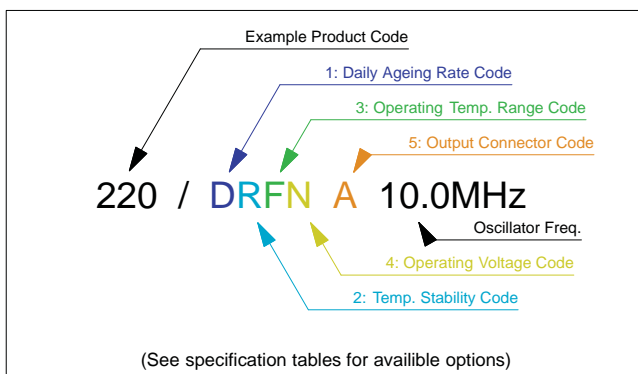 Example Product Code
1: Daily Ageing Rate Code
3: Operating Temp. Range Code
5: Output Connector Code
220 / DRFN A 10.0MHz
Oscillator Freq.
4: Operating Voltage Code
2: Temp. Stability Code
(See specification tables for availible options)